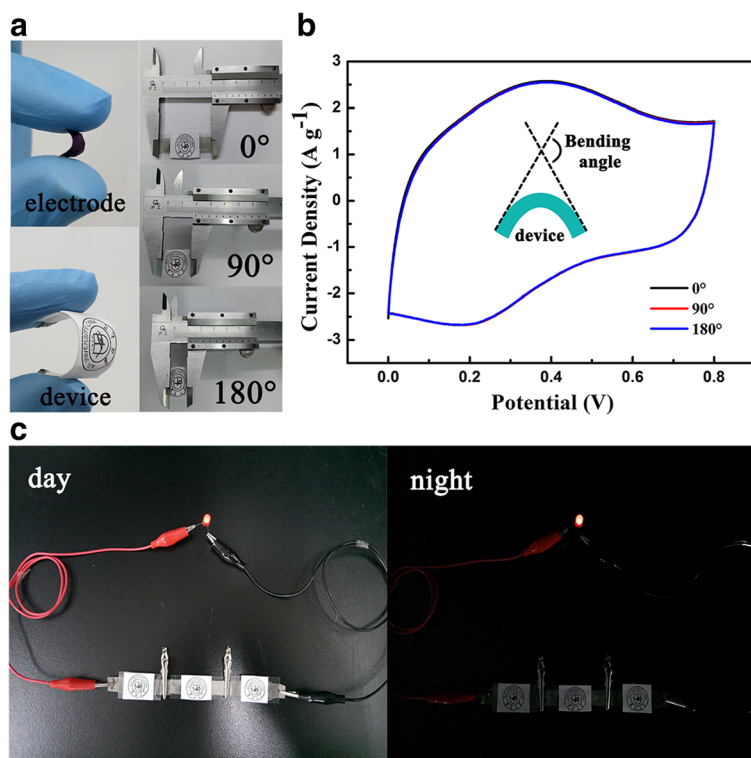 a
electrode
device
0°
90°
180°
b
Current Density (A g⁻¹)
3
2
1
0
-1
-2
-3
Bending
angle
device
0°
90°
180°
0.0
0.2
0.4
0.6
0.8
Potential (V)
c
day
night